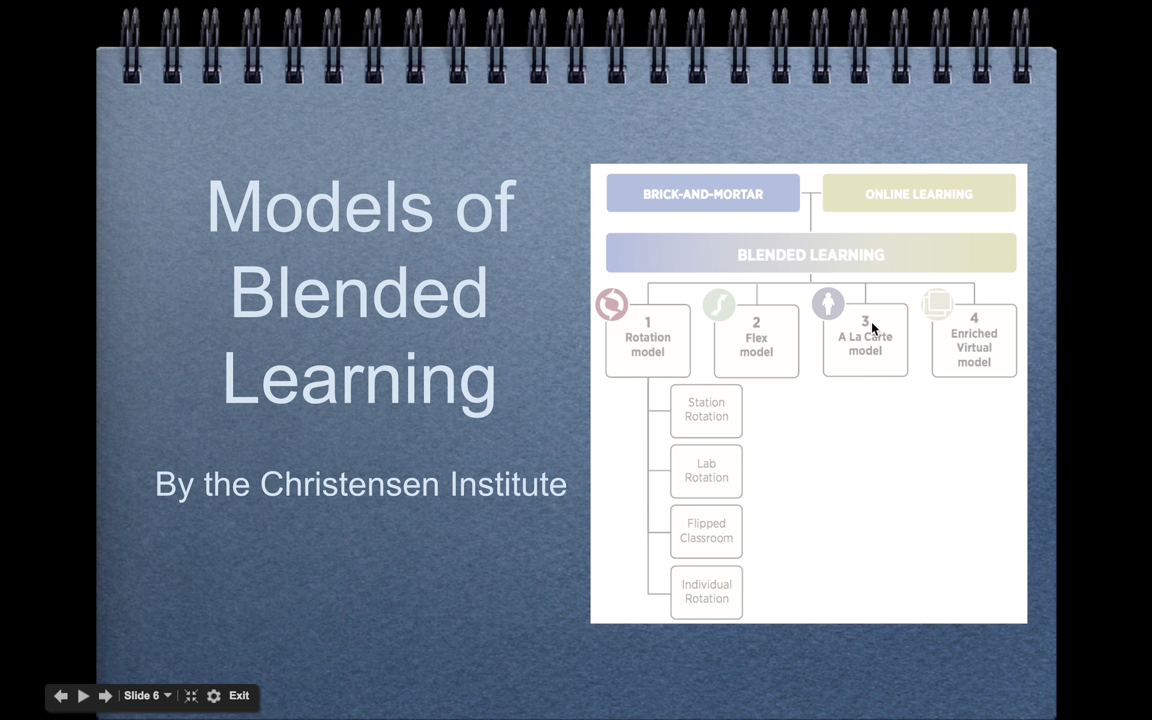 Models of
Blended
Learning
By the Christensen Institute
BRICK-AND-MORTAR
ONLINE LEARNING
BLENDED LEARNING
1
Rotation
model
2
Flex
model
3
A La Carte
model
4
Enriched
Virtual
model
Station
Rotation
Lab
Rotation
Flipped
Classroom
Individual
Rotation
Slide 6
Exit